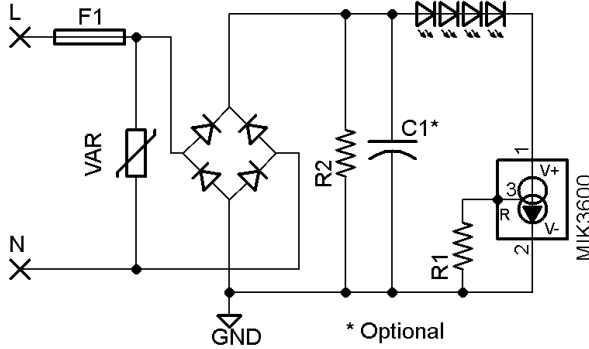 L
F1
VAR
N
R2
C1*
R1
1
V+
3
R
V-
2
MIK3600
GND
* Optional